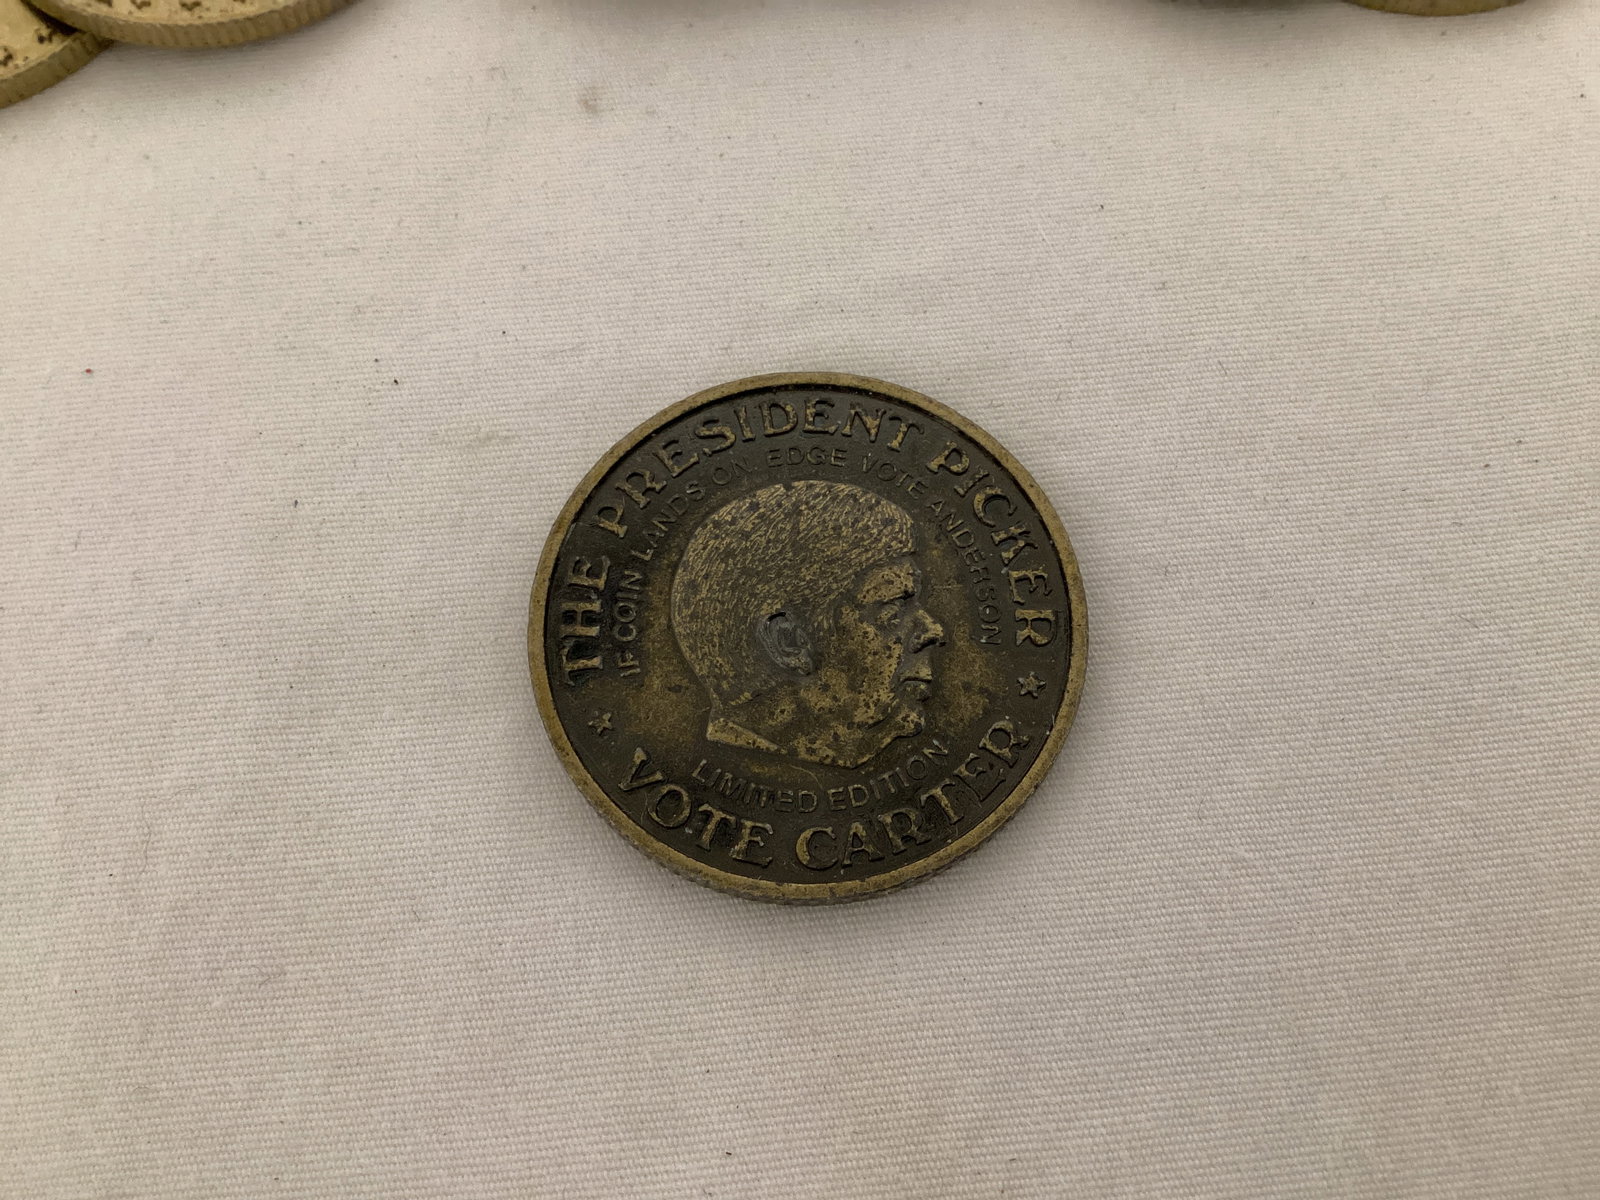 THE PRESIDENT PICKER
IF COIN LANDS ON EDGE VOTE ANDERSON
LIMITED EDITION
VOTE CARTER